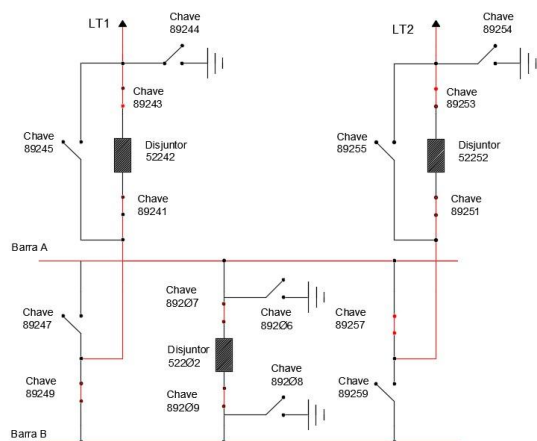 LT1
Chave
89244
LT2
Chave
89254
Chave
89243
Chave
89245
Disjuntor
52242
Chave
89241
Chave
89253
Chave
89255
Disjuntor
52252
Chave
89251
Barra A
Chave
89247
Chave
892Ø7
Chave
892Ø6
Chave
89257
Disjuntor
522Ø2
Chave
892Ø8
Chave
89249
Chave
892Ø9
Chave
89259
Barra B